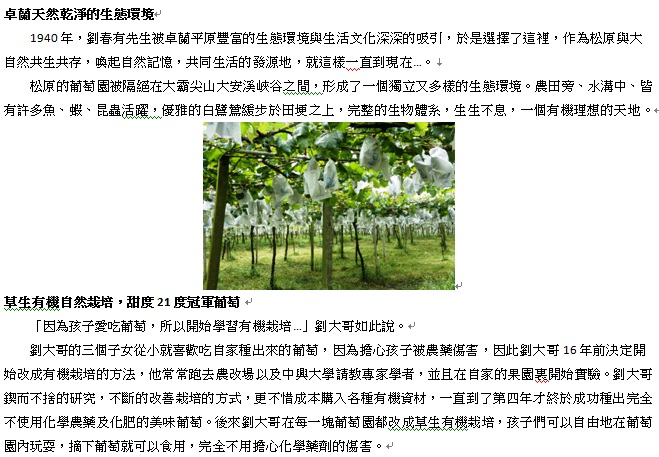 卓蘭天然乾淨的生態環境
1940 年，劉春有先生被卓蘭平原豐富的生態環境與生活文化深深的吸引，於是選擇了這裡，作為松原與大
自然共生共存，喚起自然記憶，共同生活的發源地，就這樣一直到現在…。
松原的葡萄園被隔絕在大霸尖山大安溪峽谷之間，形成了一個獨立又多樣的生態環境。農田旁、水溝中、皆
有許多魚、蝦、昆蟲活躍，優雅的白鷺鷥緩步於田埂之上，完整的生物體系，生生不息，一個有機理想的天地。
草生有機自然栽培，甜度 21 度冠軍葡萄
「因為孩子愛吃葡萄，所以開始學習有機栽培…」劉大哥如此說。
劉大哥的三個子女從小就喜歡吃自家種出來的葡萄，因為擔心孩子被農藥傷害，因此劉大哥 16 年前決定開
始改成有機栽培的方法，他常常跑去農改場以及中興大學請教專家學者，並且在自家的果園裏開始實驗。劉大哥
鍥而不捨的研究，不斷的改善栽培的方式，更不惜成本購入各種有機資材，一直到了第四年才終於成功種出完全
不使用化學農藥及化肥的美味葡萄。後來劉大哥在每一塊葡萄園都改成草生有機栽培，孩子們可以自由地在葡萄
園內玩耍，摘下葡萄就可以食用，完全不用擔心化學藥劑的傷害。